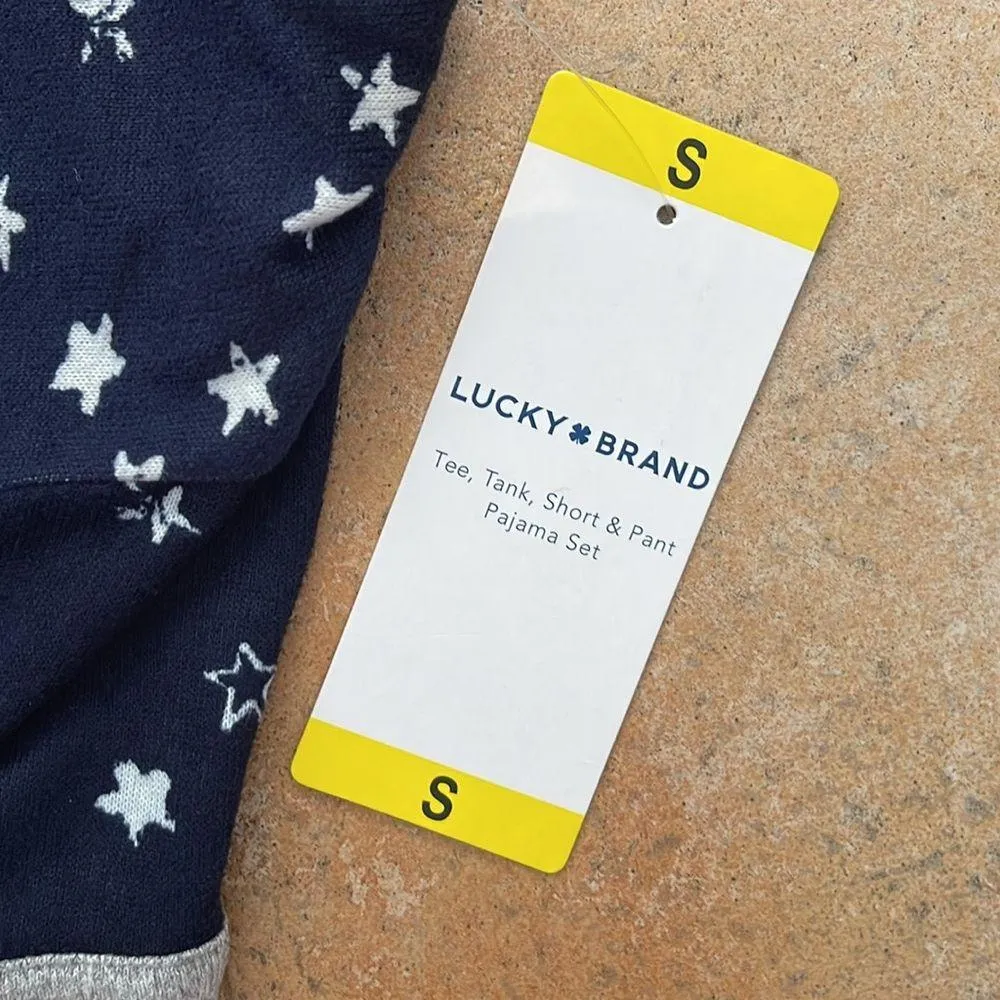 S
LUCKY BRAND
Tee, Tank, Short & Pant
Pajama Set
S